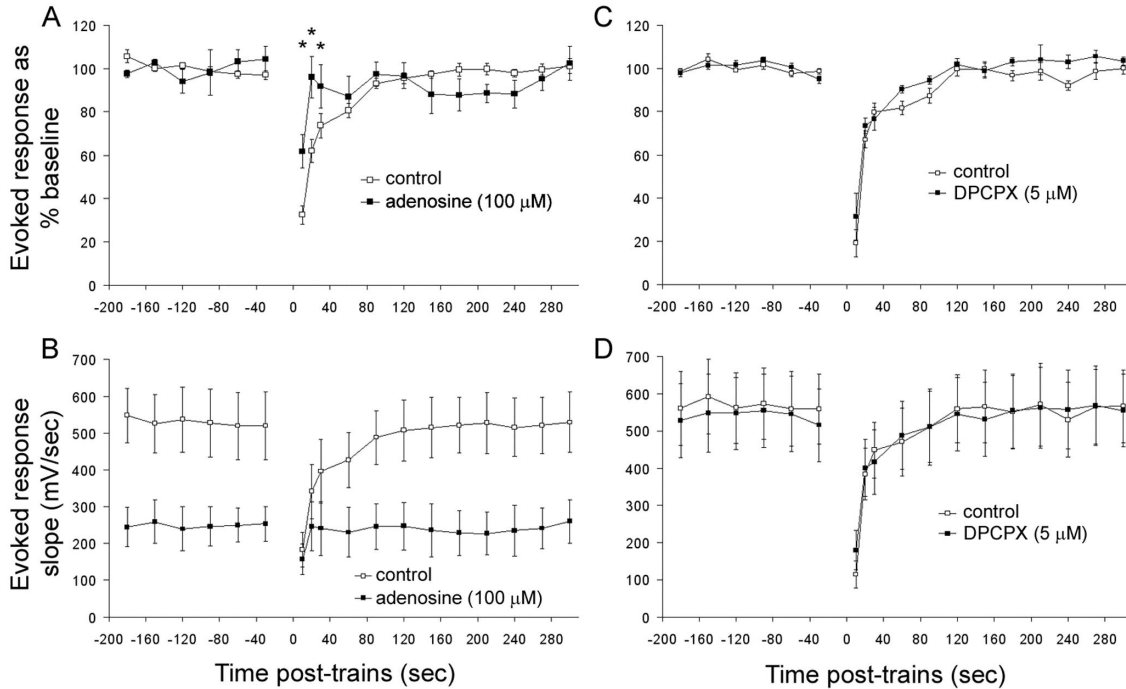 A
Evoked response as
% baseline
120
100
80
60
40
20
0
* * *
control
adenosine (100 µM)
-200 -160 -120 -80 -40 0 40 80 120 160 200 240 280
C
120
100
80
60
40
20
0
control
DPCPX (5 µM)
-200 -160 -120 -80 -40 0 40 80 120 160 200 240 280
B
Evoked response
slope (mV/sec)
700
600
500
400
300
200
100
0
control
adenosine (100 µM)
-200 -160 -120 -80 -40 0 40 80 120 160 200 240 280
Time post-trains (sec)
D
700
600
500
400
300
200
100
0
control
DPCPX (5 µM)
-200 -160 -120 -80 -40 0 40 80 120 160 200 240 280
Time post-trains (sec)